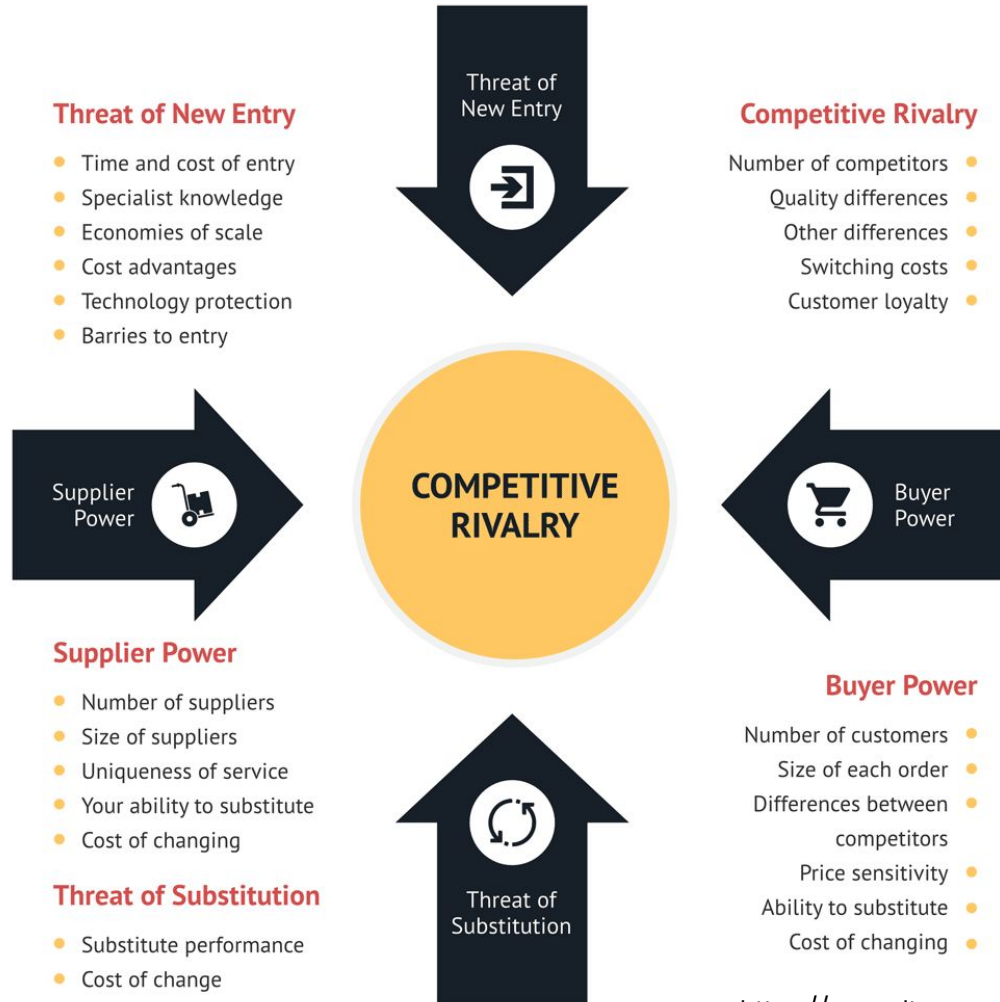 Threat of
New Entry
Threat of New Entry
Time and cost of entry
Specialist knowledge
Economies of scale
Cost advantages
Technology protection
Barries to entry
Competitive Rivalry
Number of competitors
Quality differences
Other differences
Switching costs
Customer loyalty
Supplier
Power
COMPETITIVE
RIVALRY
Buyer
Power
Supplier Power
Number of suppliers
Size of suppliers
Uniqueness of service
Your ability to substitute
Cost of changing
Threat of Substitution
Substitute performance
Cost of change
Threat of
Substitution
Buyer Power
Number of customers
Size of each order
Differences between
competitors
Price sensitivity
Ability to substitute
Cost of changing